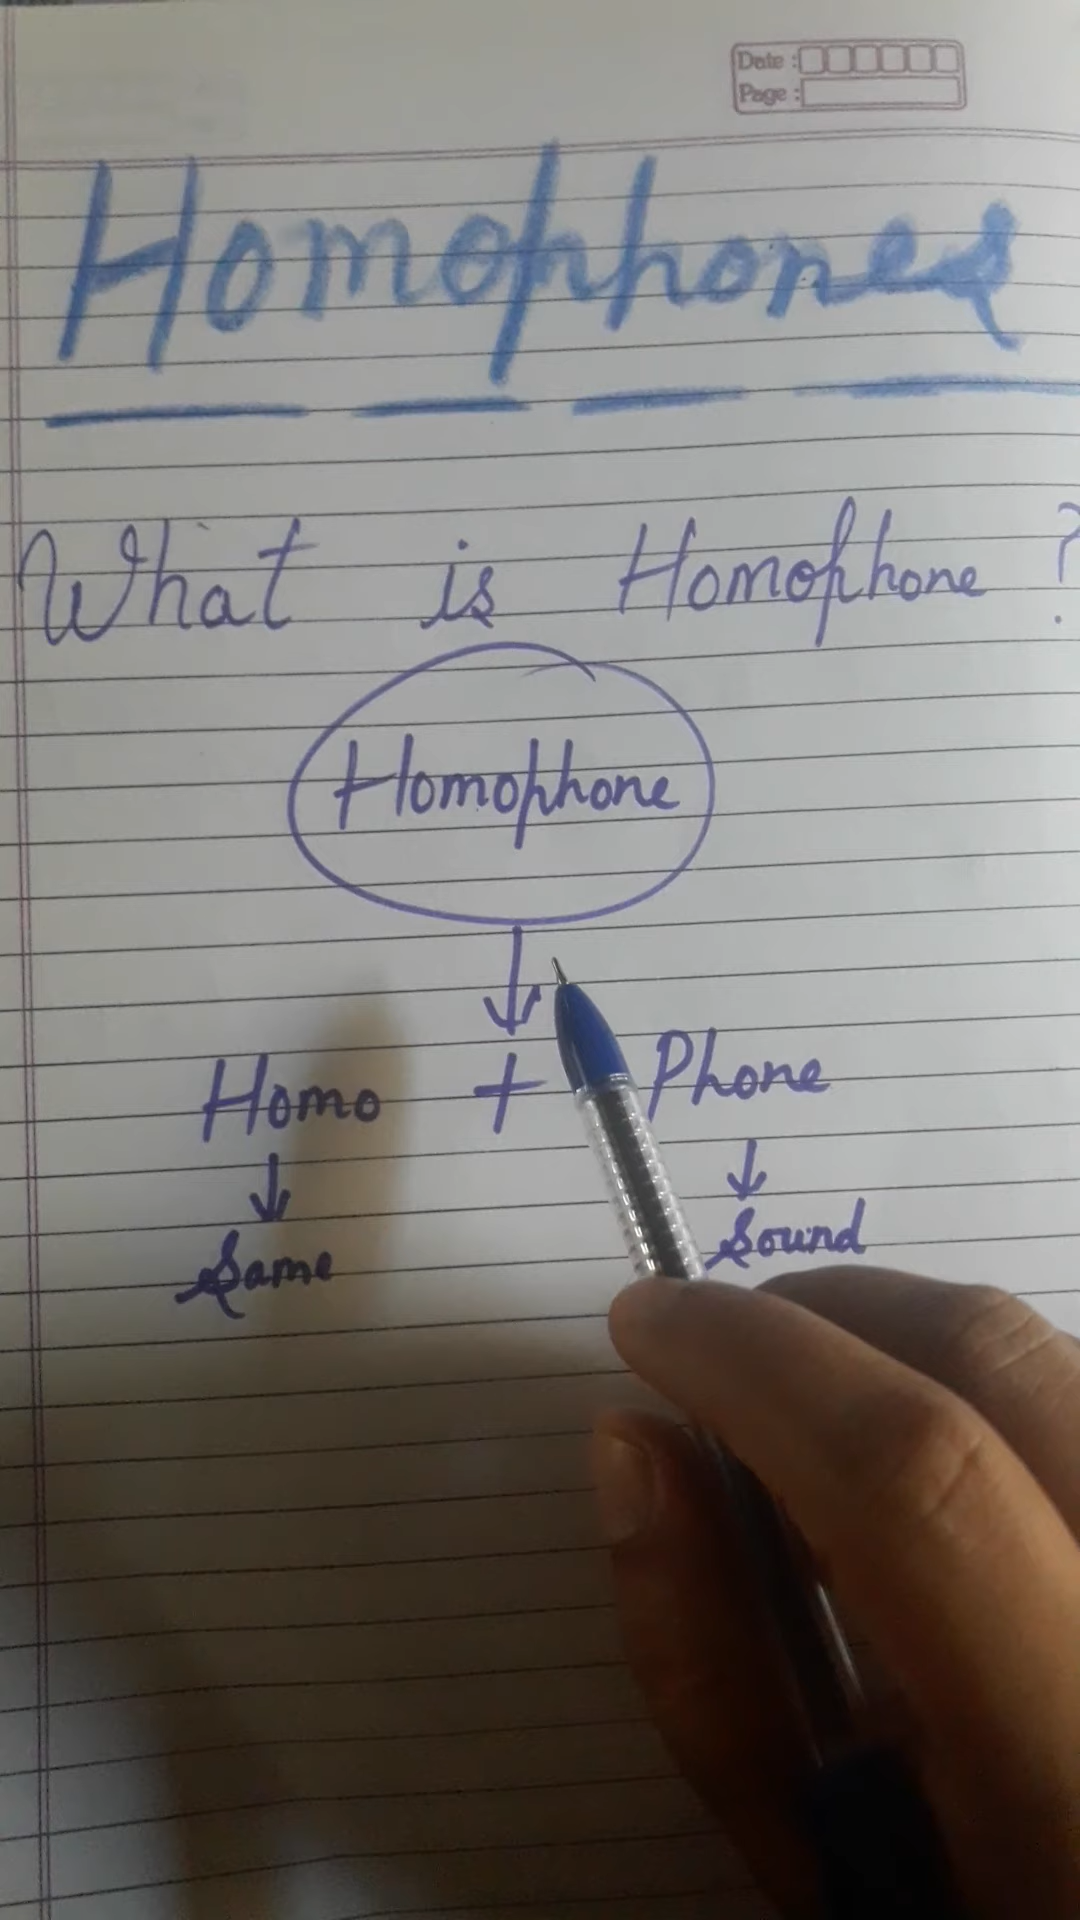 Date :
Page :
Homophones
What is Homophone ?
Homophone
Homo + Phone
Same Sound